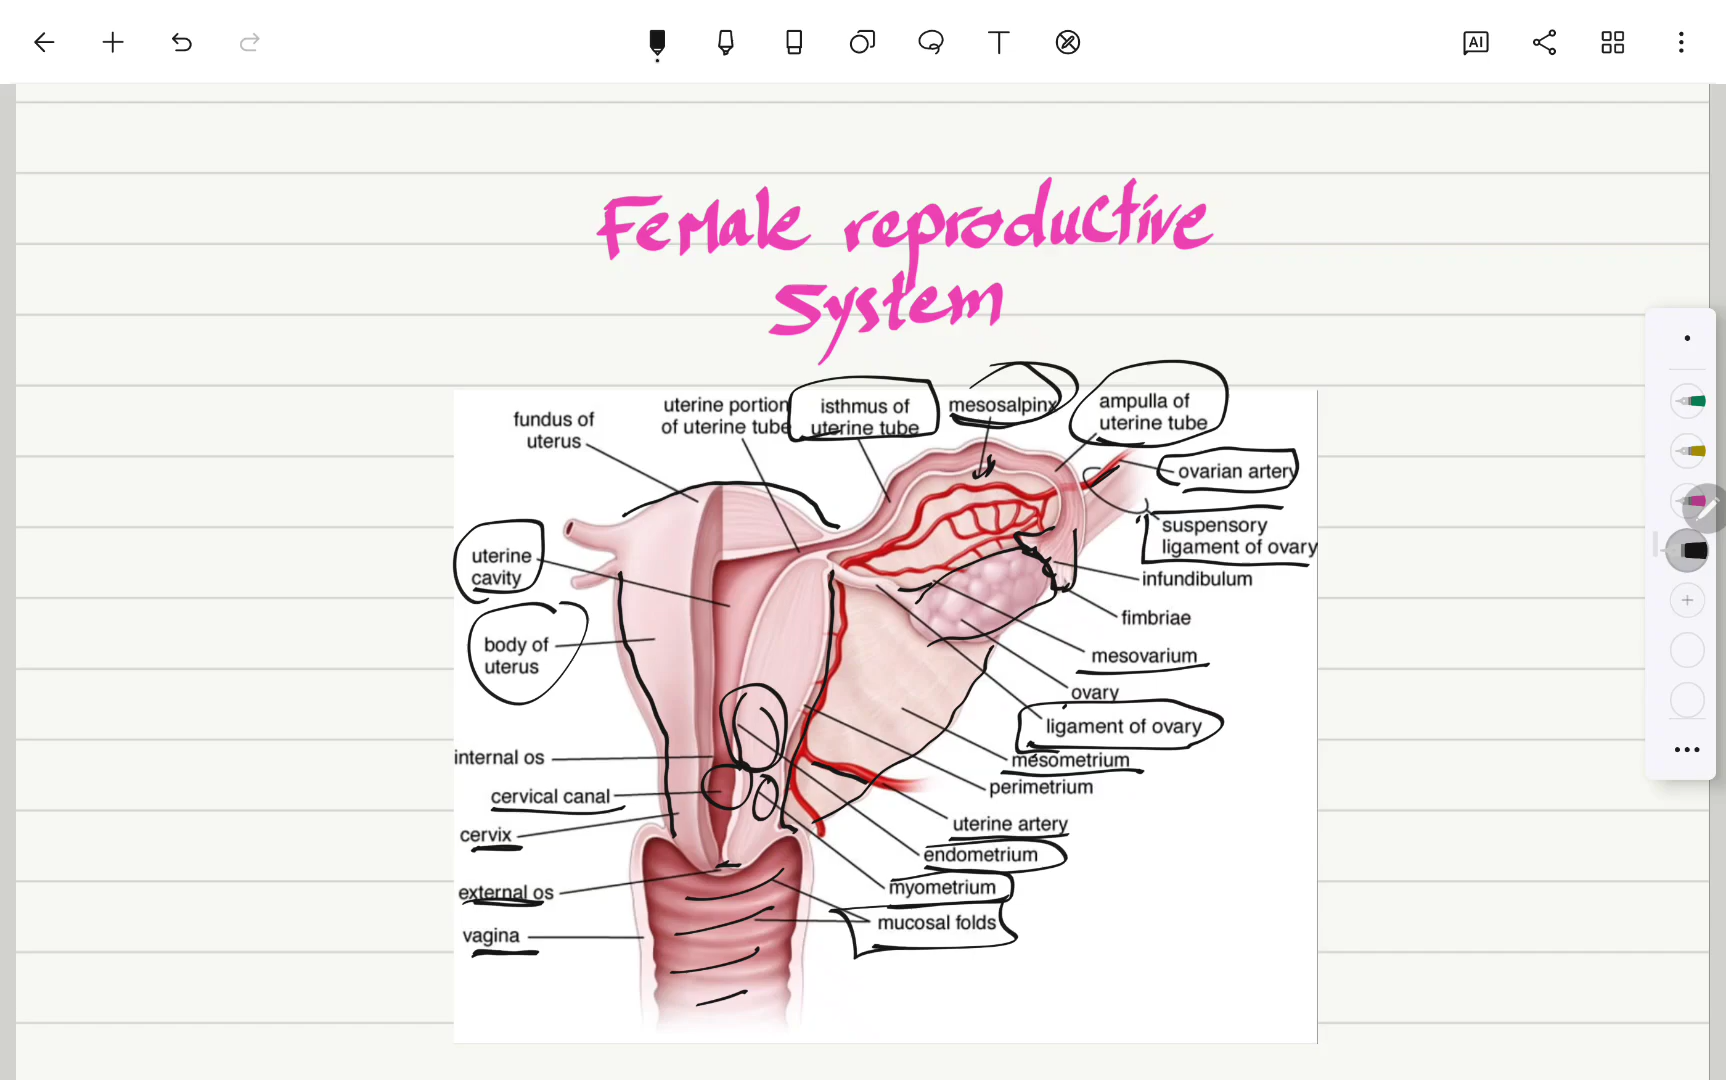 AI
Female reproductive
system
fundus of
uterus
uterine portion
of uterine tube
isthmus of
uterine tube
mesosalpinx
ampulla of
uterine tube
ovarian artery
suspensory
ligament of ovary
infundibulum
fimbriae
mesovarium
ovary
ligament of ovary
mesometrium
perimetrium
uterine artery
endometrium
myometrium
mucosal folds
uterine
cavity
body of
uterus
internal os
cervical canal
cervix
external os
vagina